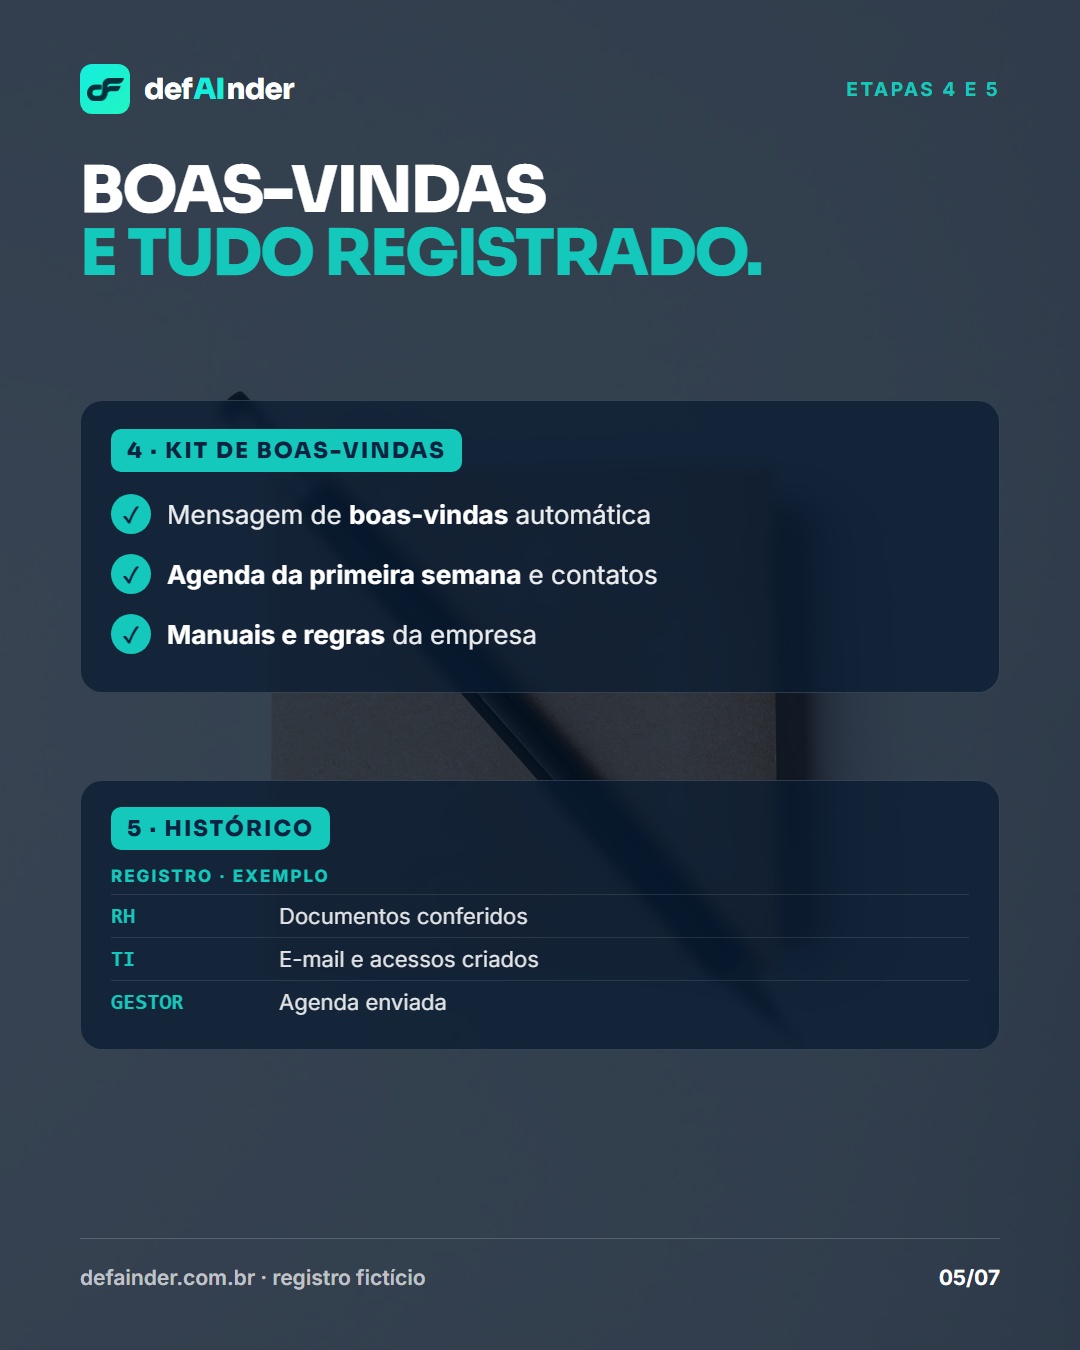 defAInder
ETAPAS 4 E 5
BOAS-VINDAS
E TUDO REGISTRADO.
4 · KIT DE BOAS-VINDAS
✓ Mensagem de boas-vindas automática
✓ Agenda da primeira semana e contatos
✓ Manuais e regras da empresa
5 · HISTÓRICO
REGISTRO · EXEMPLO
RH Documentos conferidos
TI E-mail e acessos criados
GESTOR Agenda enviada
defainder.com.br · registro fictício
05/07